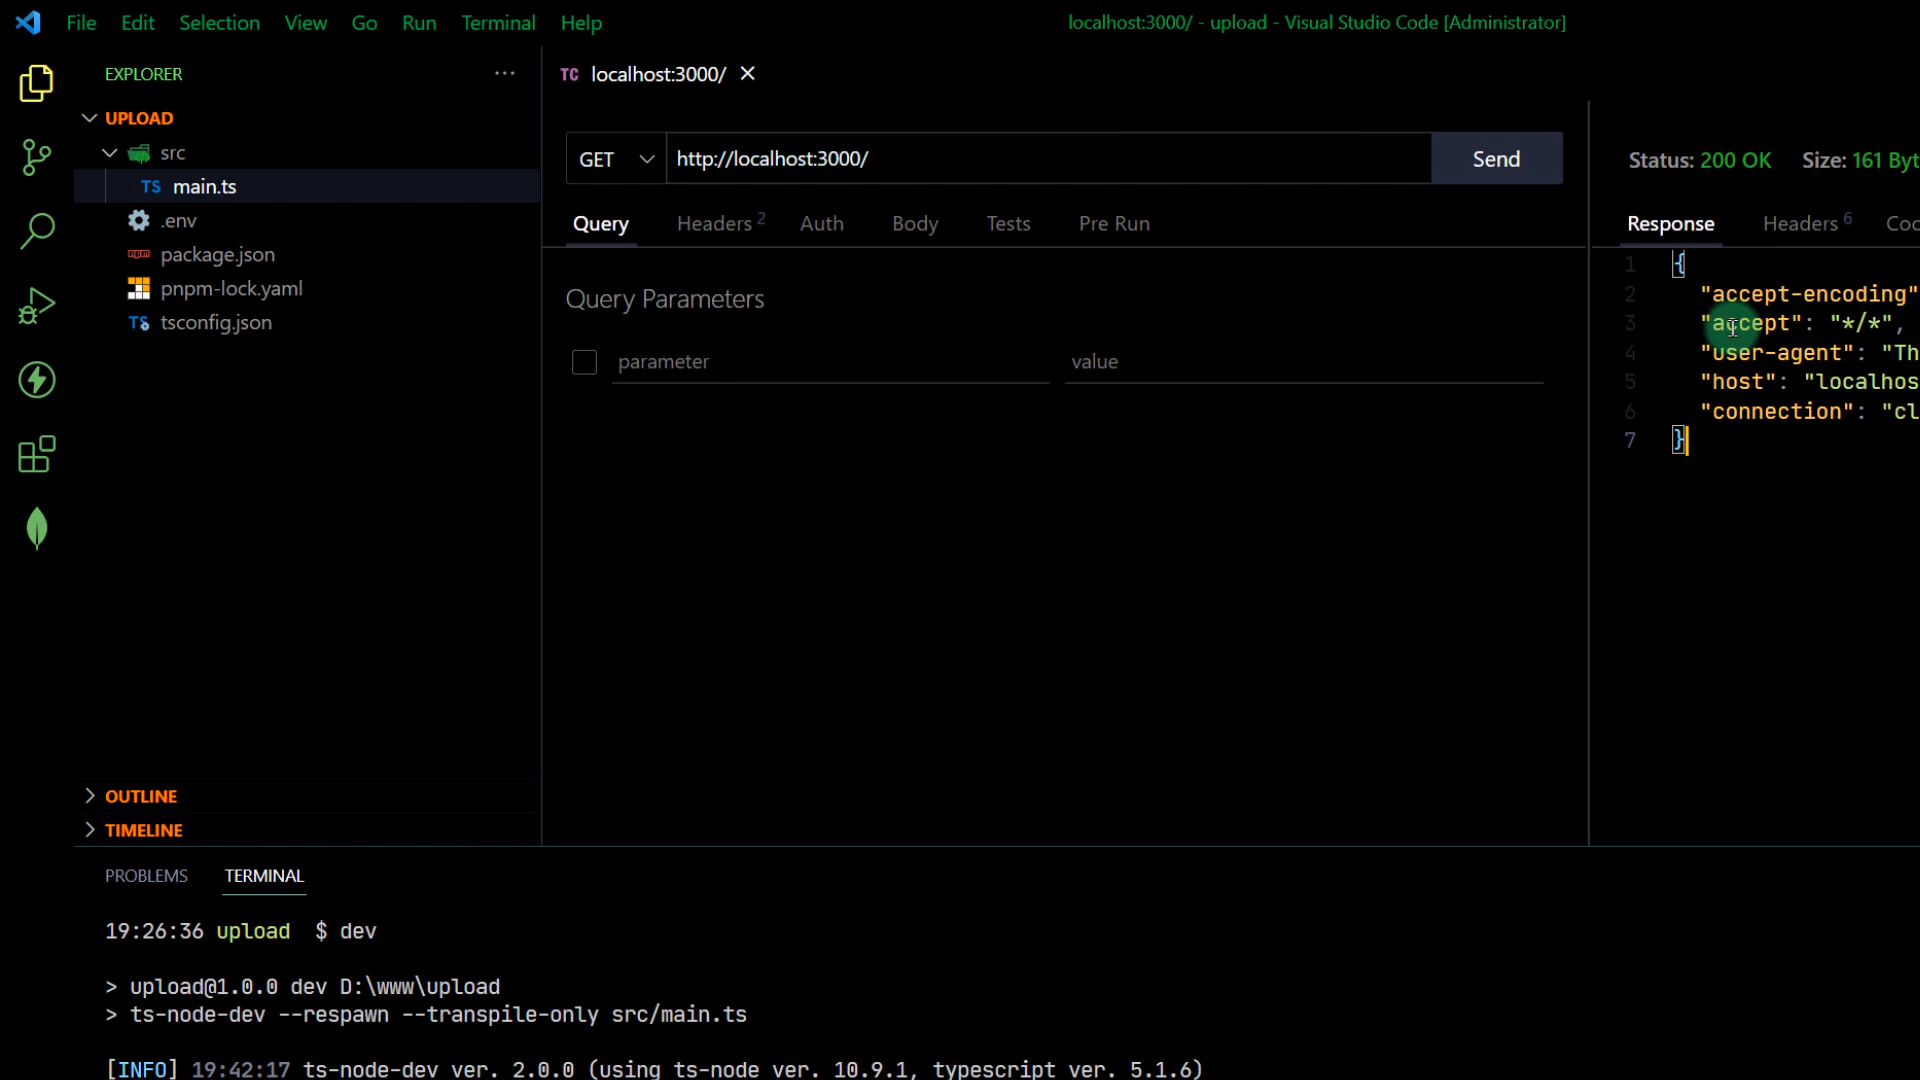 File Edit Selection View Go Run Terminal Help
localhost:3000/ - upload - Visual Studio Code [Administrator]
EXPLORER ···
UPLOAD
src
TS main.ts
.env
package.json
pnpm-lock.yaml
TS tsconfig.json
OUTLINE
TIMELINE
TC localhost:3000/
GET http://localhost:3000/ Send
Query Headers 2 Auth Body Tests Pre Run
Query Parameters
parameter value
Status: 200 OK Size: 161 Byt
Response Headers 6 Coo
1 {
2 "accept-encoding"
3 "accept": "*/*",
4 "user-agent": "Th
5 "host": "localhos
6 "connection": "cl
7 }
PROBLEMS TERMINAL
19:26:36 upload $ dev
> upload@1.0.0 dev D:\www\upload
> ts-node-dev --respawn --transpile-only src/main.ts
[INFO] 19:42:17 ts-node-dev ver. 2.0.0 (using ts-node ver. 10.9.1, typescript ver. 5.1.6)